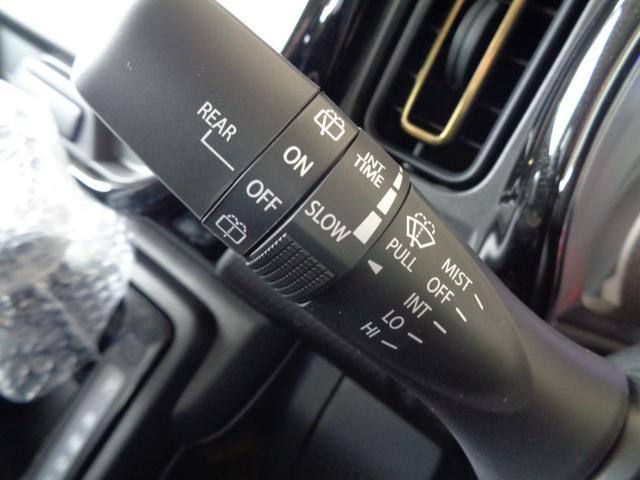 REAR
ON
OFF
INT
TIME
SLOW
PULL
MIST
OFF
INT
LO
HI